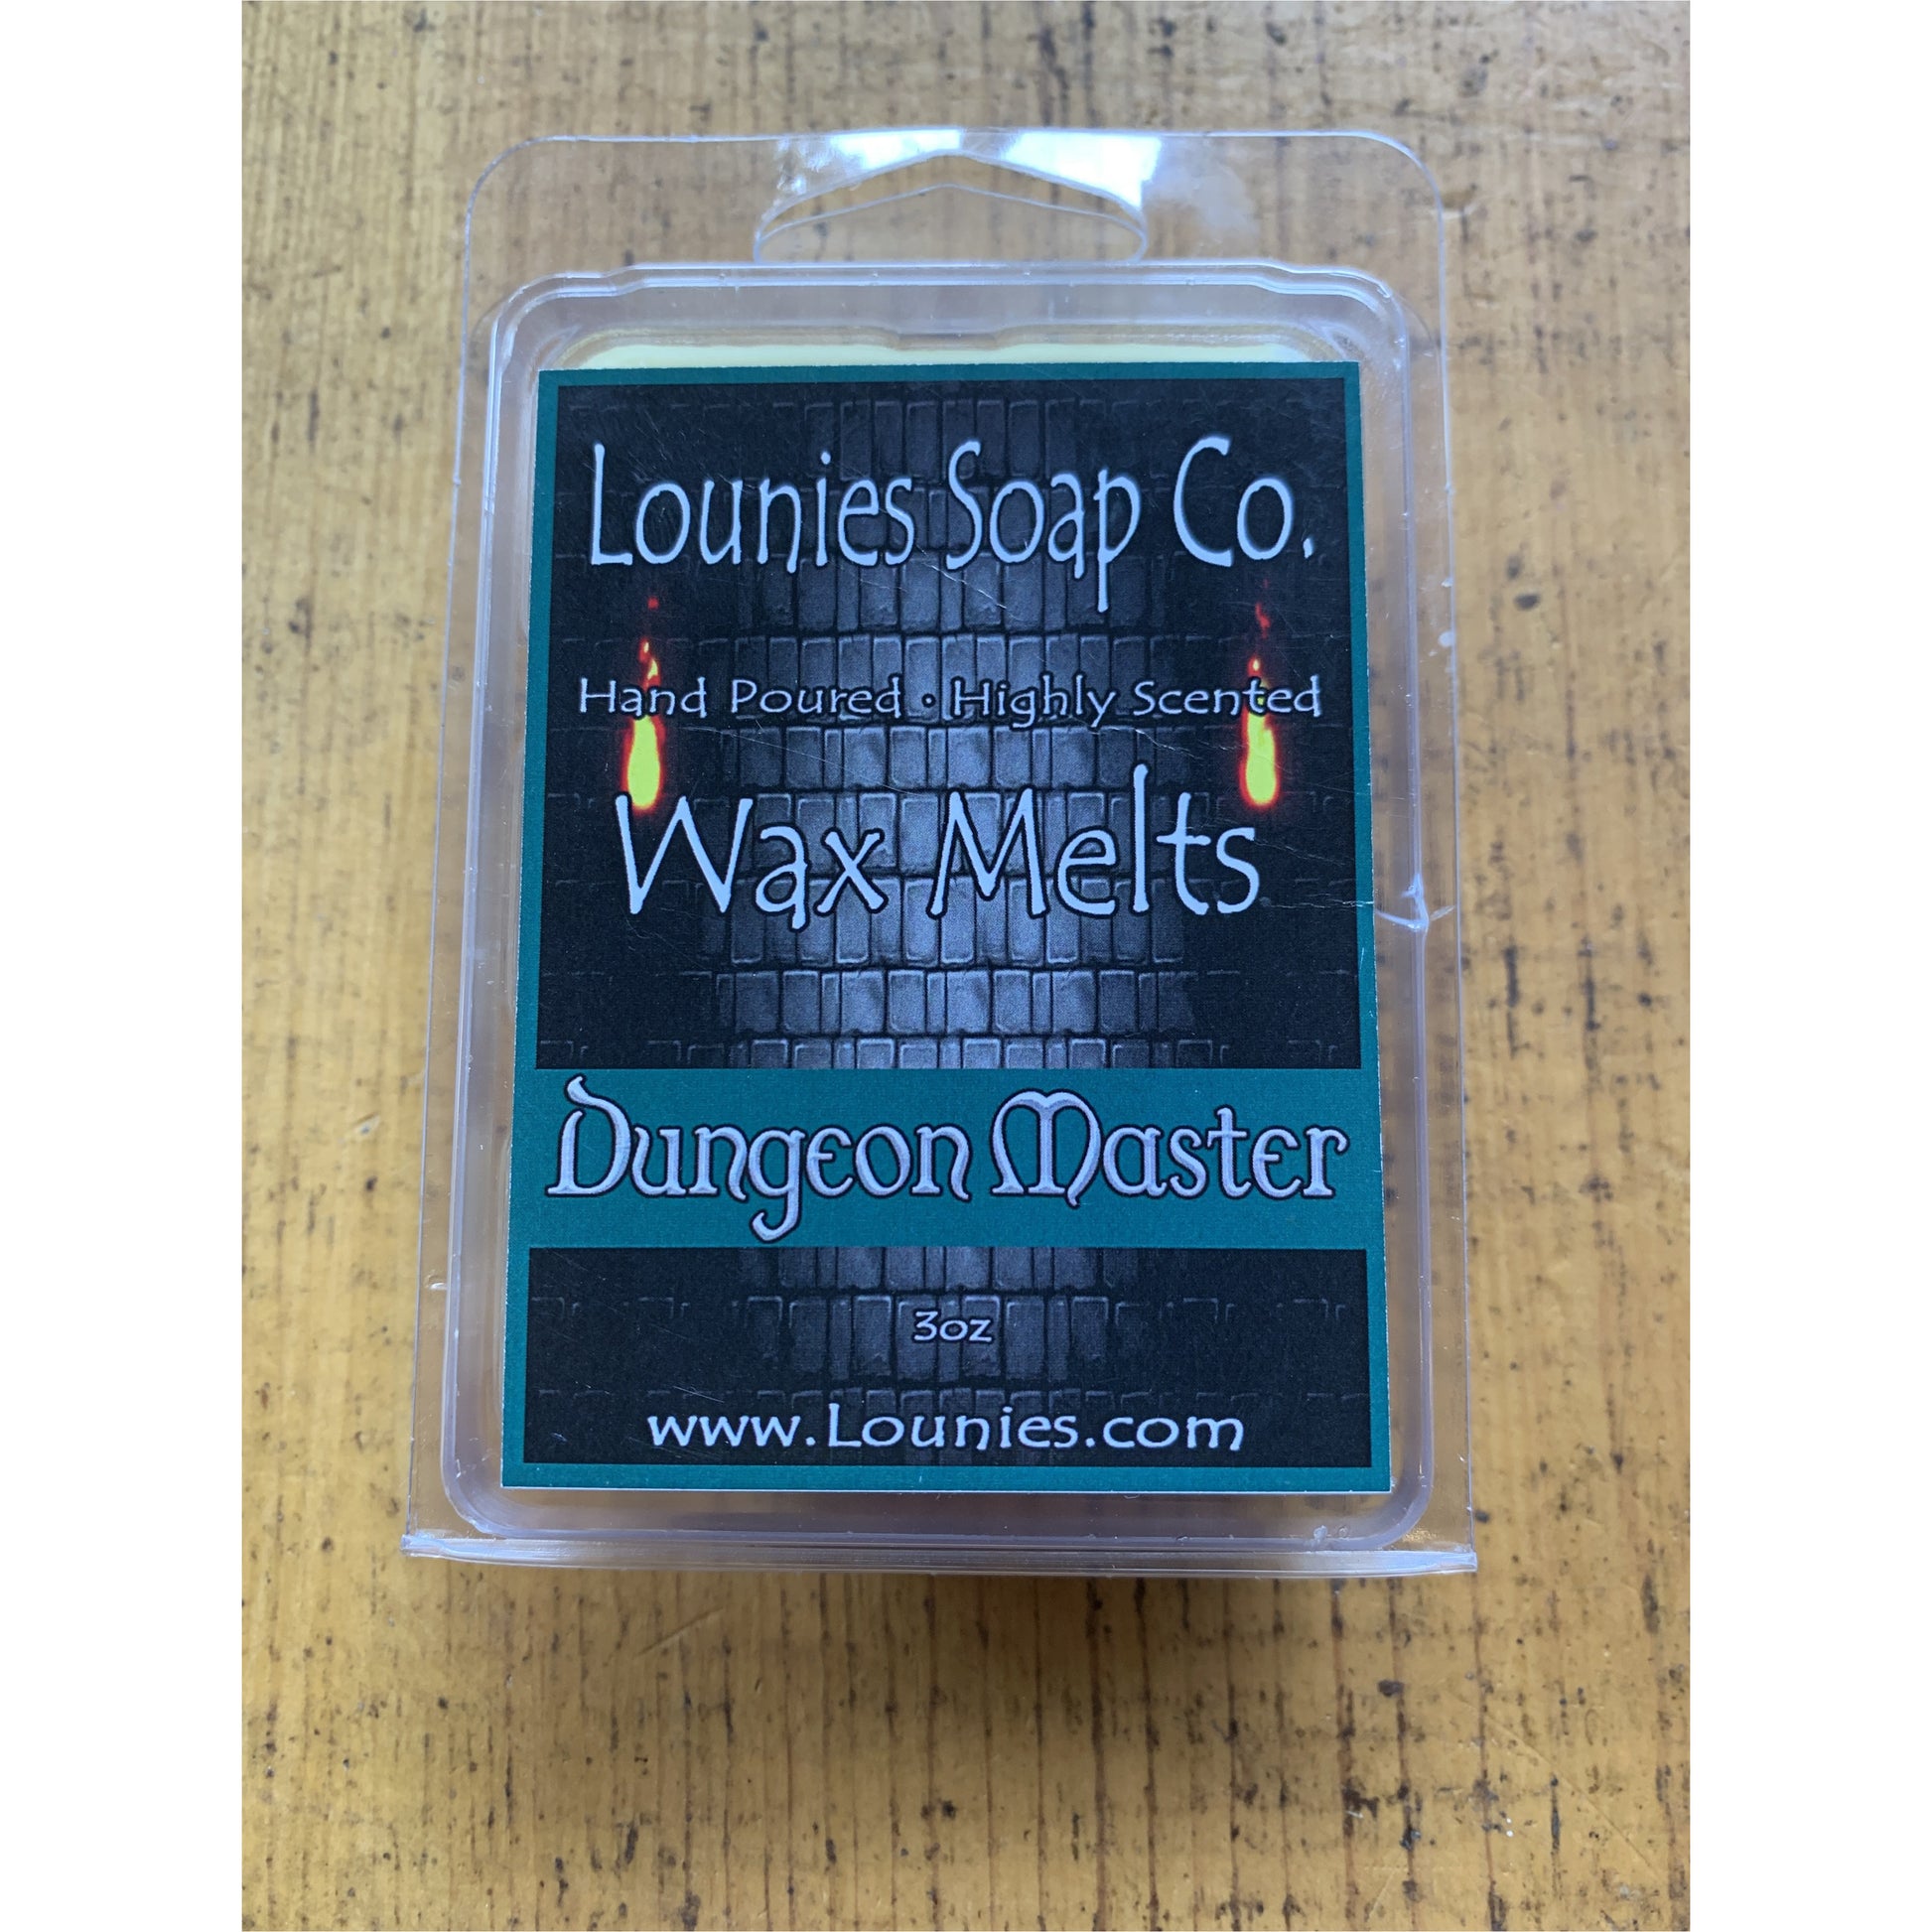 Lounies Soap Co.
Hand Poured • Highly Scented
Wax Melts
Dungeon Master
3oz
www.Lounies.com